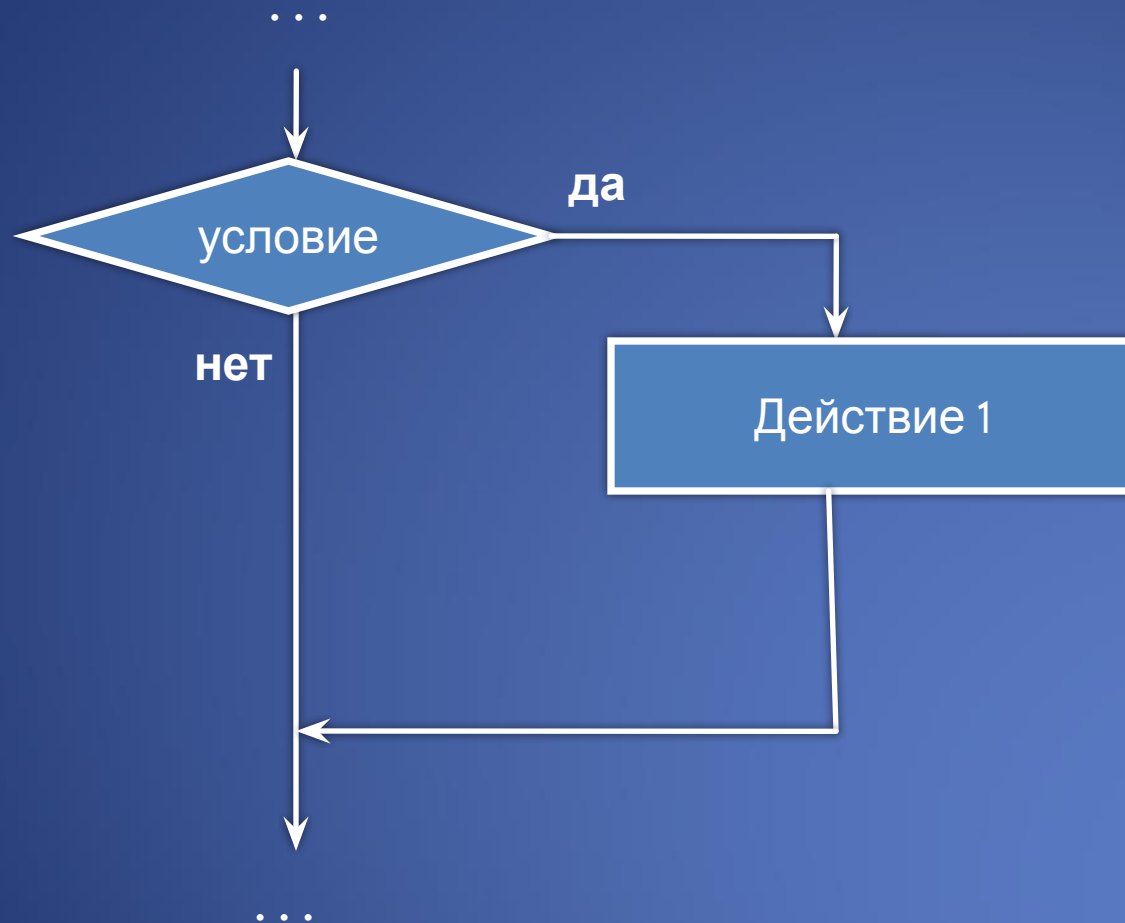 . . .
да
условие
нет
Действие 1
. . .